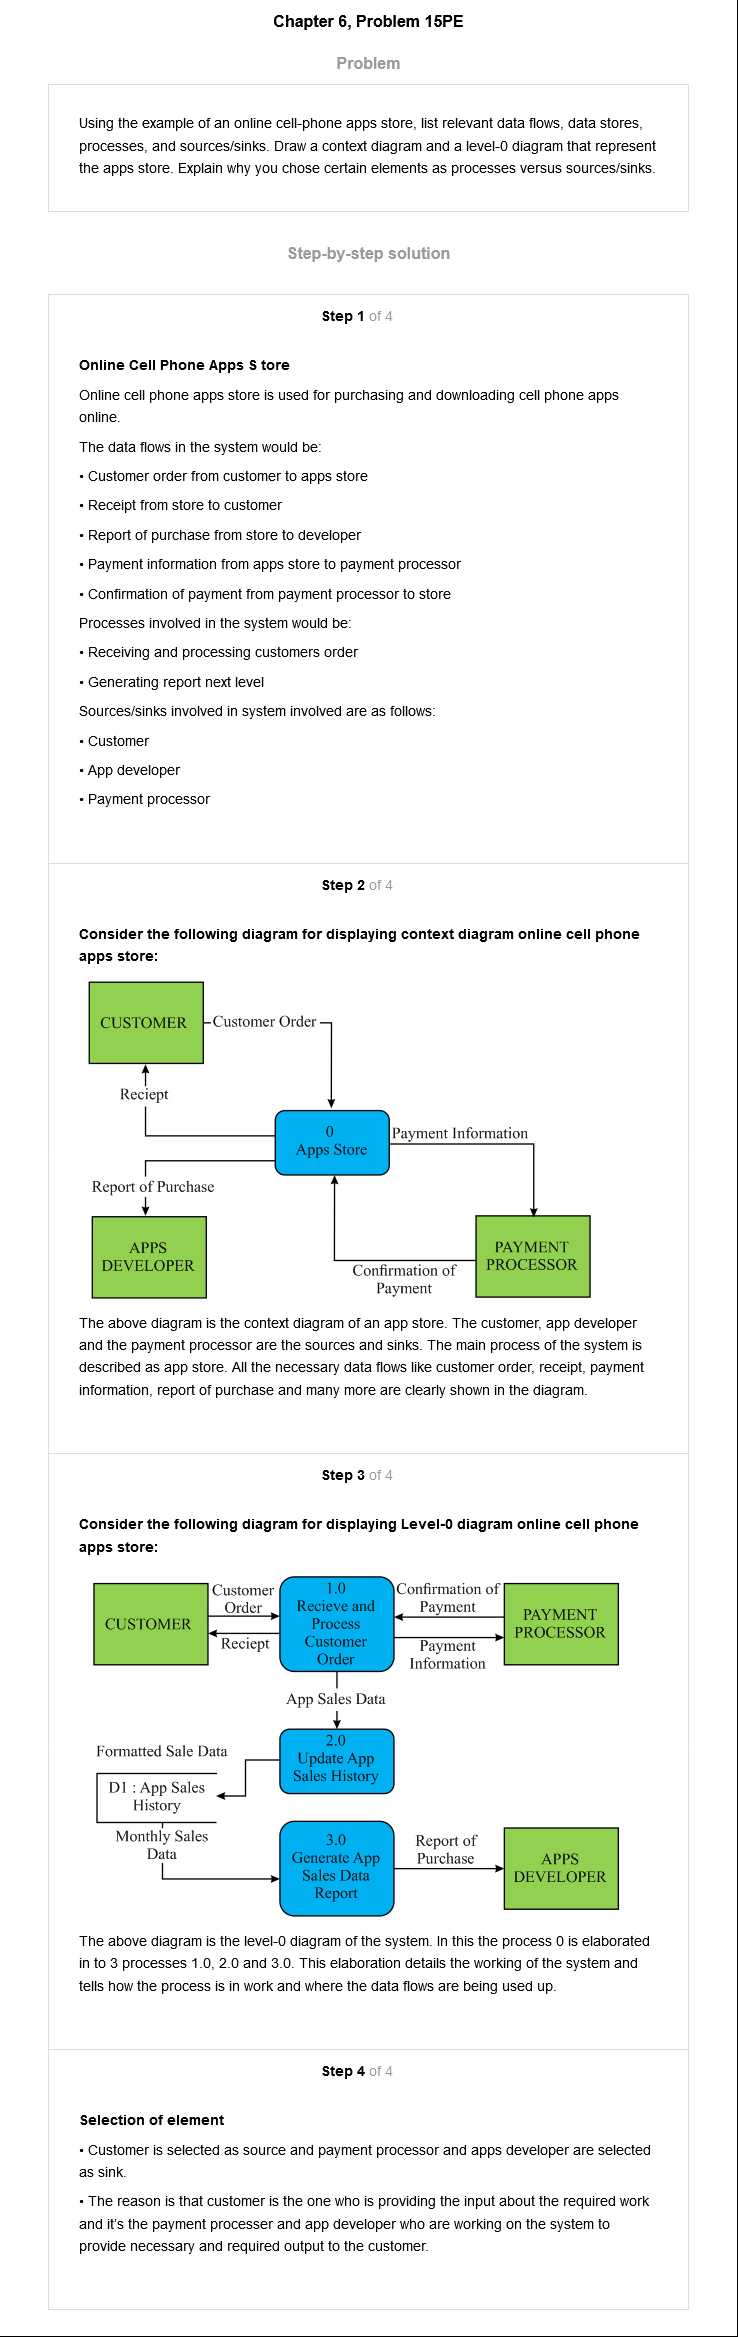 Chapter 6, Problem 15PE
Problem
Using the example of an online cell-phone apps store, list relevant data flows, data stores,
processes, and sources/sinks. Draw a context diagram and a level-0 diagram that represent
the apps store. Explain why you chose certain elements as processes versus sources/sinks.
Step-by-step solution
Step 1 of 4
Online Cell Phone Apps S tore
Online cell phone apps store is used for purchasing and downloading cell phone apps
online.
The data flows in the system would be:
• Customer order from customer to apps store
• Receipt from store to customer
• Report of purchase from store to developer
• Payment information from apps store to payment processor
• Confirmation of payment from payment processor to store
Processes involved in the system would be:
• Receiving and processing customers order
• Generating report next level
Sources/sinks involved in system involved are as follows:
• Customer
• App developer
• Payment processor
Step 2 of 4
Consider the following diagram for displaying context diagram online cell phone
apps store:
CUSTOMER
Customer Order
Reciept
0
Apps Store
Payment Information
Report of Purchase
APPS
DEVELOPER
PAYMENT
PROCESSOR
Confirmation of
Payment
The above diagram is the context diagram of an app store. The customer, app developer
and the payment processor are the sources and sinks. The main process of the system is
described as app store. All the necessary data flows like customer order, receipt, payment
information, report of purchase and many more are clearly shown in the diagram.
Step 3 of 4
Consider the following diagram for displaying Level-0 diagram online cell phone
apps store:
CUSTOMER
Customer
Order
Reciept
1.0
Recieve and
Process
Customer
Order
Confirmation of
Payment
Payment
Information
PAYMENT
PROCESSOR
App Sales Data
Formatted Sale Data
2.0
Update App
Sales History
D1 : App Sales
History
Monthly Sales
Data
3.0
Generate App
Sales Data
Report
Report of
Purchase
APPS
DEVELOPER
The above diagram is the level-0 diagram of the system. In this the process 0 is elaborated
in to 3 processes 1.0, 2.0 and 3.0. This elaboration details the working of the system and
tells how the process is in work and where the data flows are being used up.
Step 4 of 4
Selection of element
• Customer is selected as source and payment processor and apps developer are selected
as sink.
• The reason is that customer is the one who is providing the input about the required work
and it's the payment processer and app developer who are working on the system to
provide necessary and required output to the customer.